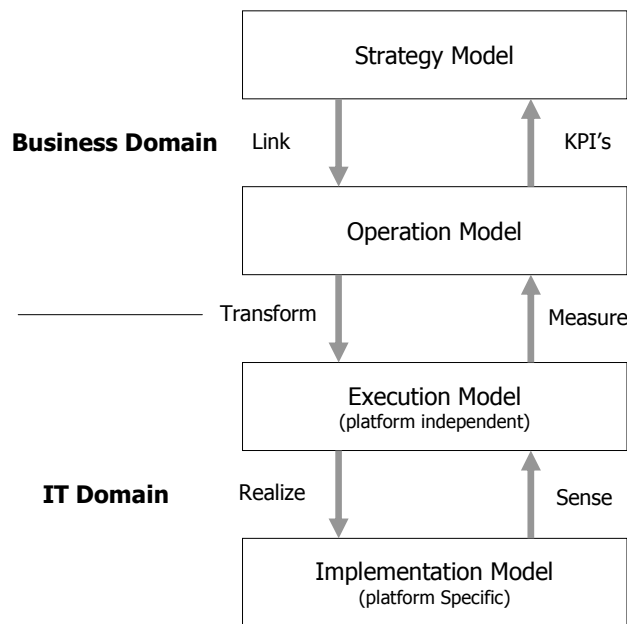 Strategy Model
Business Domain
Link
KPI's
Operation Model
Transform
Measure
Execution Model
(platform independent)
IT Domain
Realize
Sense
Implementation Model
(platform Specific)